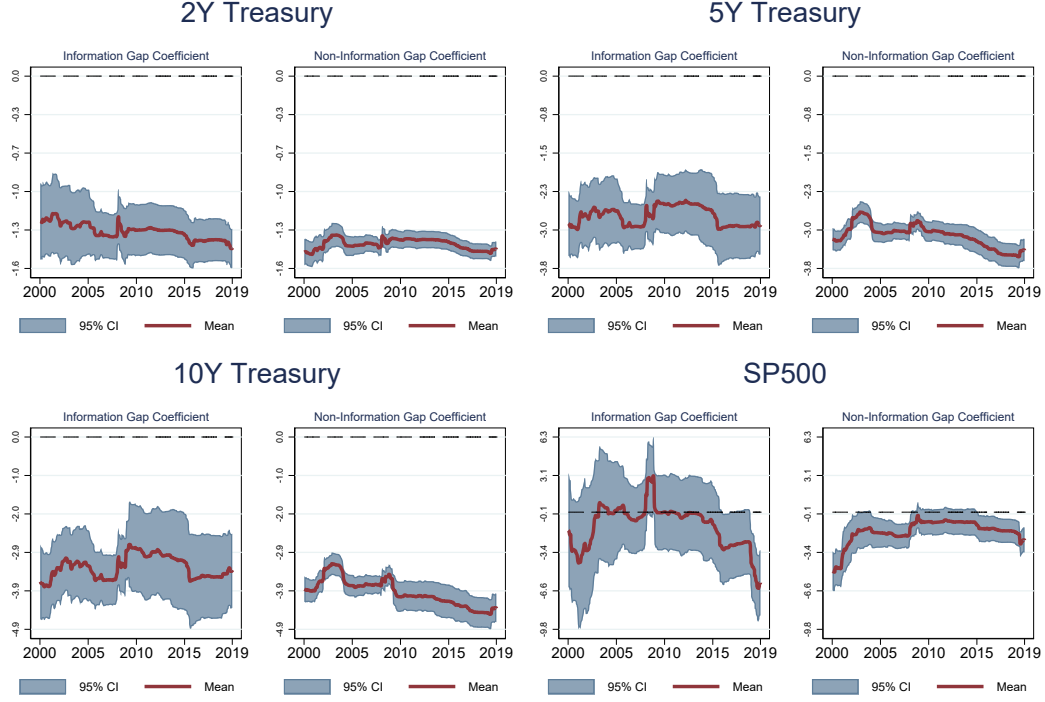 2Y Treasury
Information Gap Coefficient
0.0
-0.3
-0.7
-1.0
-1.3
-1.6
2000 2005 2010 2015 2019
95% CI Mean
Non-Information Gap Coefficient
0.0
-0.3
-0.7
-1.0
-1.3
-1.6
2000 2005 2010 2015 2019
95% CI Mean
5Y Treasury
Information Gap Coefficient
0.0
-0.8
-1.5
-2.3
-3.0
-3.8
2000 2005 2010 2015 2019
95% CI Mean
Non-Information Gap Coefficient
0.0
-0.8
-1.5
-2.3
-3.0
-3.8
2000 2005 2010 2015 2019
95% CI Mean
10Y Treasury
Information Gap Coefficient
0.0
-1.0
-2.0
-2.9
-3.9
-4.9
2000 2005 2010 2015 2019
95% CI Mean
Non-Information Gap Coefficient
0.0
-1.0
-2.0
-2.9
-3.9
-4.9
2000 2005 2010 2015 2019
95% CI Mean
SP500
Information Gap Coefficient
6.3
3.1
-0.1
-3.4
-6.6
-9.8
2000 2005 2010 2015 2019
95% CI Mean
Non-Information Gap Coefficient
6.3
3.1
-0.1
-3.4
-6.6
-9.8
2000 2005 2010 2015 2019
95% CI Mean